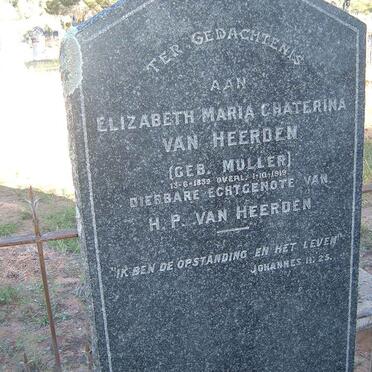 TER GEDACHTENIS
AAN
ELIZABETH MARIA CHATERINA
VAN HEERDEN
(GEB. MULLER)
13-6-1839 OVERL. 1-10-1919
DIERBARE ECHTGENOTE VAN
H. P. VAN HEERDEN
"IK BEN DE OPSTANDING EN HET LEVEN"
JOHANNES 11: 25.